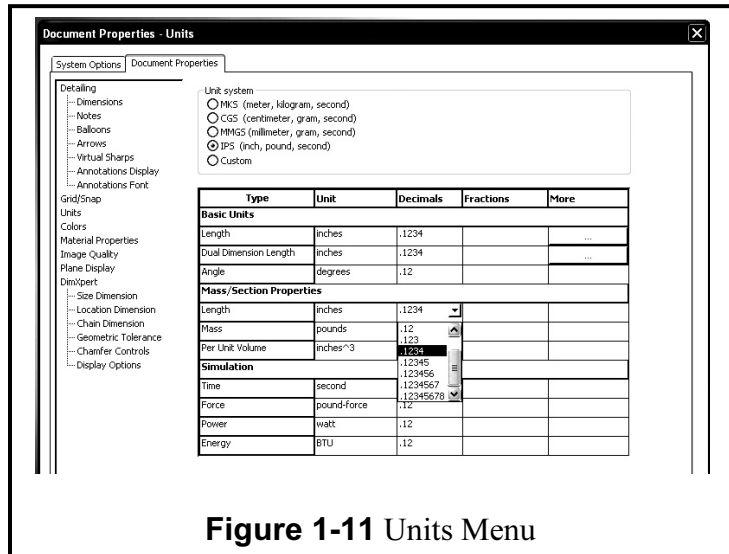 Document Properties - Units
System Options Document Properties
Detailing
Dimensions
Notes
Balloons
Arrows
Virtual Sharps
Annotations Display
Annotations Font
Grid/Snap
Units
Colors
Material Properties
Image Quality
Plane Display
DimXpert
Size Dimension
Location Dimension
Chain Dimension
Geometric Tolerance
Chamfer Controls
Display Options
Unit system
MKS (meter, kilogram, second)
CGS (centimeter, gram, second)
MMGS (millimeter, gram, second)
IPS (inch, pound, second)
Custom
Type Unit Decimals Fractions More
Basic Units
Length inches .1234 ...
Dual Dimension Length inches .1234 ...
Angle degrees .12
Mass/Section Properties
Length inches .1234
Mass pounds
Per Unit Volume inches^3
.12
.123
.1234
.12345
.123456
.1234567
.12345678
Simulation
Time second
Force pound-force .12
Power watt .12
Energy BTU .12
Figure 1-11 Units Menu